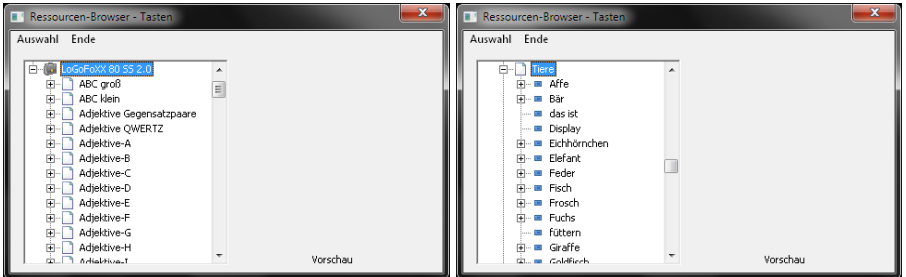 Ressourcen-Browser - Tasten
Auswahl Ende
LoGoFoXX 80 S5 2.0
ABC groß
ABC klein
Adjektive Gegensatzpaare
Adjektive QWERTZ
Adjektive-A
Adjektive-B
Adjektive-C
Adjektive-D
Adjektive-E
Adjektive-F
Adjektive-G
Adjektive-H
Adjektive-I
Vorschau
Ressourcen-Browser - Tasten
Auswahl Ende
Tiere
Affe
Bär
das ist
Display
Eichhörnchen
Elefant
Feder
Fisch
Frosch
Fuchs
füttern
Giraffe
Goldfisch
Vorschau